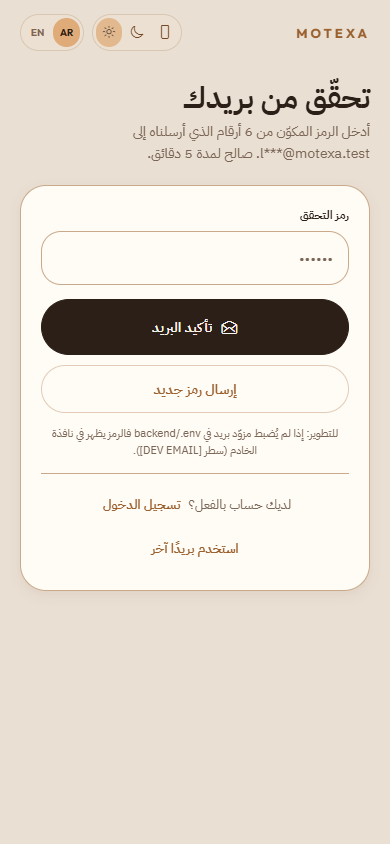 MOTEXA
AR EN
تحقّق من بريدك
أدخل الرمز المكوّن من 6 أرقام الذي أرسلناه إلى
l***@motexa.test. صالح لمدة 5 دقائق.
رمز التحقق
••••••
تأكيد البريد
إرسال رمز جديد
للتطوير: إذا لم يُضبط مزوّد بريد في backend/.env فالرمز يظهر في نافذة
الخادم (سطر [DEV EMAIL]).
لديك حساب بالفعل؟ تسجيل الدخول
استخدم بريدًا آخر